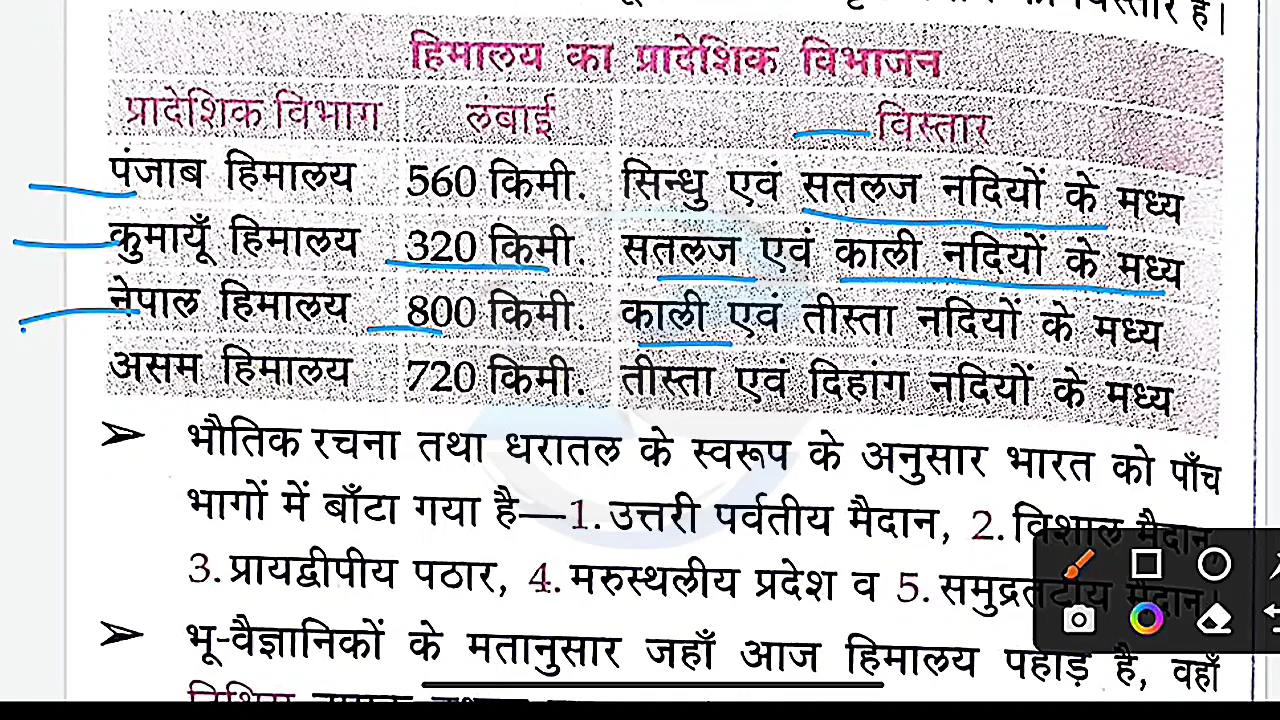 विस्तार है।
हिमालय का प्रादेशिक विभाजन
प्रादेशिक विभाग लंबाई विस्तार
पंजाब हिमालय 560 किमी. सिन्धु एवं सतलज नदियों के मध्य
कुमायूँ हिमालय 320 किमी. सतलज एवं काली नदियों के मध्य
नेपाल हिमालय 800 किमी. काली एवं तीस्ता नदियों के मध्य
असम हिमालय 720 किमी. तीस्ता एवं दिहांग नदियों के मध्य
➢ भौतिक रचना तथा धरातल के स्वरूप के अनुसार भारत को पाँच
भागों में बाँटा गया है—1. उत्तरी पर्वतीय मैदान, 2. विशाल मैदान
3. प्रायद्वीपीय पठार, 4. मरुस्थलीय प्रदेश व 5. समुद्रतटीय मैदान।
➢ भू-वैज्ञानिकों के मतानुसार जहाँ आज हिमालय पहाड़ है, वहाँ